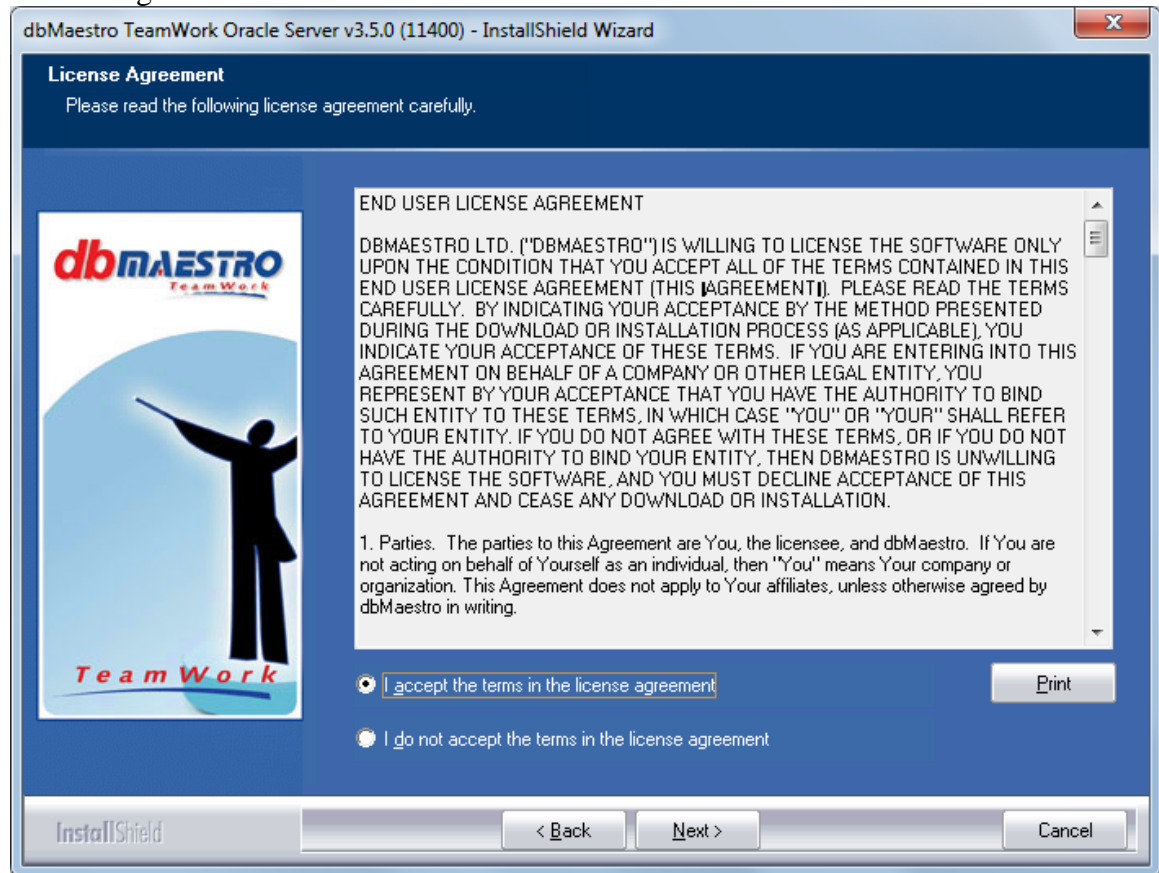 dbMaestro TeamWork Oracle Server v3.5.0 (11400) - InstallShield Wizard
License Agreement
Please read the following license agreement carefully.
dbMAESTRO
TeamWork
TeamWork
END USER LICENSE AGREEMENT
DBMAESTRO LTD. ("DBMAESTRO") IS WILLING TO LICENSE THE SOFTWARE ONLY
UPON THE CONDITION THAT YOU ACCEPT ALL OF THE TERMS CONTAINED IN THIS
END USER LICENSE AGREEMENT (THIS AGREEMENT). PLEASE READ THE TERMS
CAREFULLY. BY INDICATING YOUR ACCEPTANCE BY THE METHOD PRESENTED
DURING THE DOWNLOAD OR INSTALLATION PROCESS (AS APPLICABLE), YOU
INDICATE YOUR ACCEPTANCE OF THESE TERMS. IF YOU ARE ENTERING INTO THIS
AGREEMENT ON BEHALF OF A COMPANY OR OTHER LEGAL ENTITY, YOU
REPRESENT BY YOUR ACCEPTANCE THAT YOU HAVE THE AUTHORITY TO BIND
SUCH ENTITY TO THESE TERMS, IN WHICH CASE "YOU" OR "YOUR" SHALL REFER
TO YOUR ENTITY. IF YOU DO NOT AGREE WITH THESE TERMS, OR IF YOU DO NOT
HAVE THE AUTHORITY TO BIND YOUR ENTITY, THEN DBMAESTRO IS UNWILLING
TO LICENSE THE SOFTWARE, AND YOU MUST DECLINE ACCEPTANCE OF THIS
AGREEMENT AND CEASE ANY DOWNLOAD OR INSTALLATION.
1. Parties. The parties to this Agreement are You, the licensee, and dbMaestro. If You are
not acting on behalf of Yourself as an individual, then "You" means Your company or
organization. This Agreement does not apply to Your affiliates, unless otherwise agreed by
dbMaestro in writing.
I accept the terms in the license agreement
Print
I do not accept the terms in the license agreement
InstallShield
< Back
Next >
Cancel